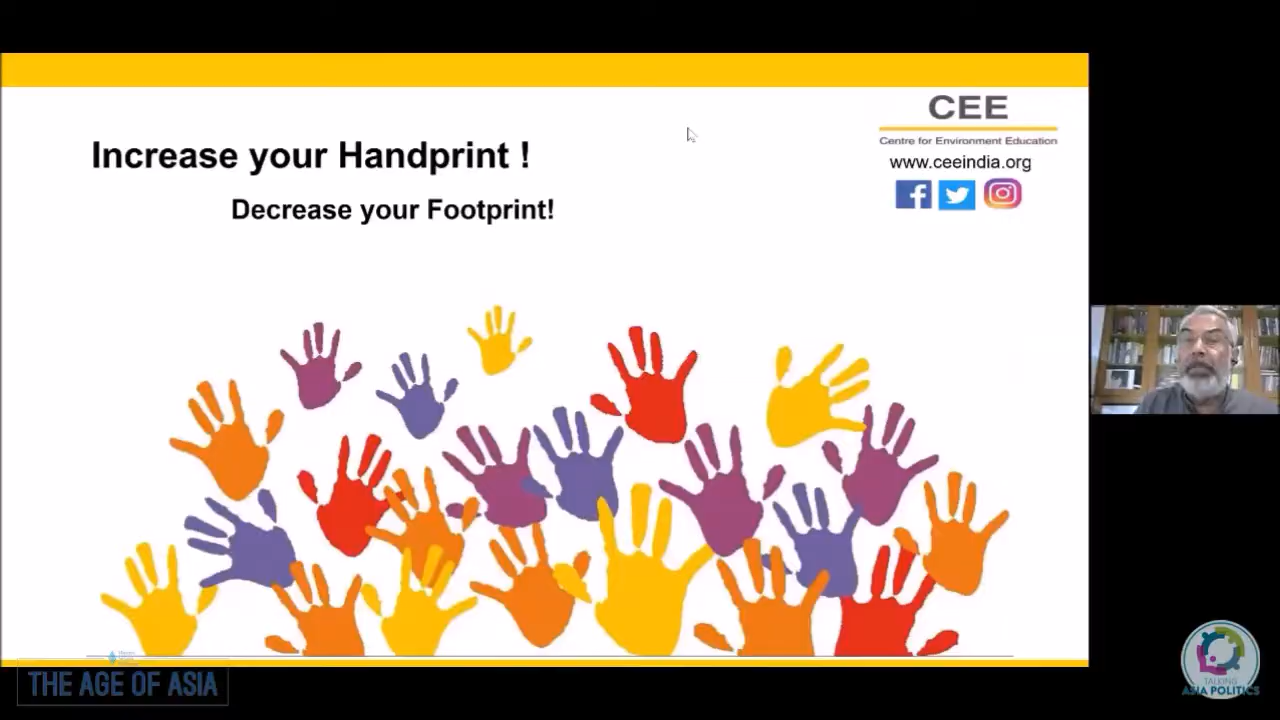 CEE
Centre for Environment Education
www.ceeindia.org
Increase your Handprint !
Decrease your Footprint!
THE AGE OF ASIA
TALKING
ASIA POLITICS